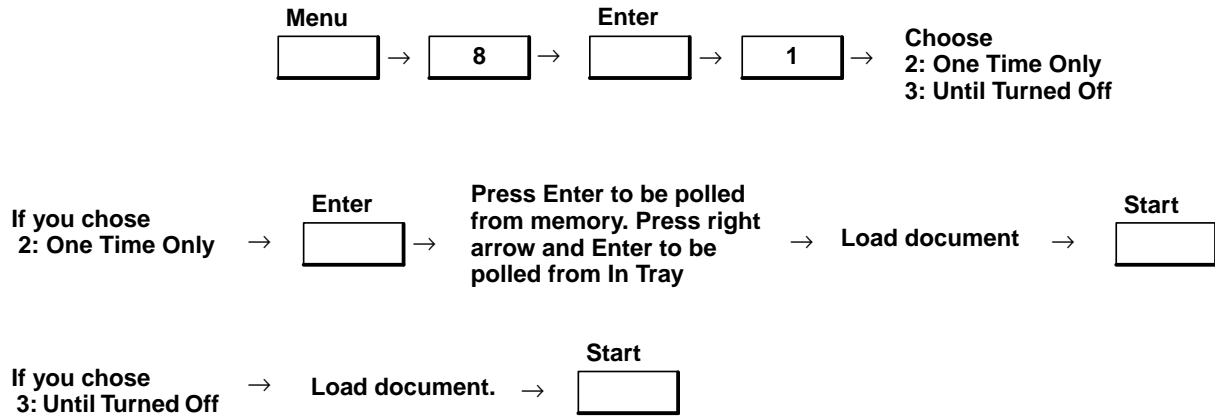 Menu
Enter
→ 8 → → 1 →
Choose
2: One Time Only
3: Until Turned Off
If you chose
2: One Time Only
→
Enter
→
Press Enter to be polled
from memory. Press right
arrow and Enter to be
polled from In Tray
→ Load document →
Start
If you chose
3: Until Turned Off
→ Load document. →
Start